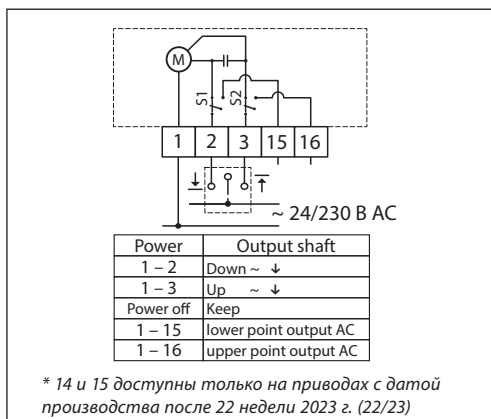 M
S1
S2
1 2 3 15 16
~ 24/230 В AC
Power Output shaft
1 – 2 Down ~ ↓
1 – 3 Up ~ ↓
Power off Keep
1 – 15 lower point output AC
1 – 16 upper point output AC
* 14 и 15 доступны только на приводах с датой
производства после 22 недели 2023 г. (22/23)